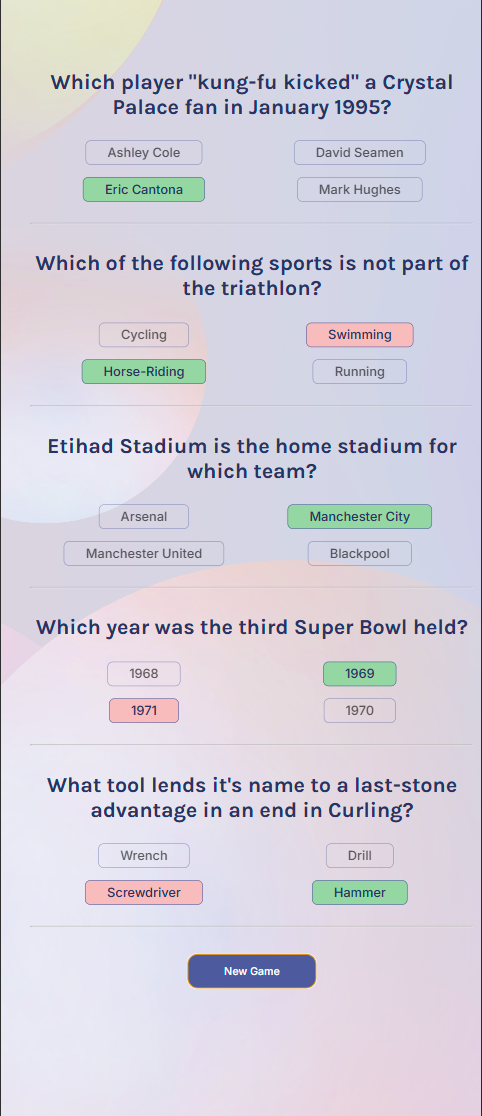 Which player "kung-fu kicked" a Crystal
Palace fan in January 1995?
Ashley Cole
David Seamen
Eric Cantona
Mark Hughes
Which of the following sports is not part of
the triathlon?
Cycling
Swimming
Horse-Riding
Running
Etihad Stadium is the home stadium for
which team?
Arsenal
Manchester City
Manchester United
Blackpool
Which year was the third Super Bowl held?
1968
1969
1971
1970
What tool lends it's name to a last-stone
advantage in an end in Curling?
Wrench
Drill
Screwdriver
Hammer
New Game